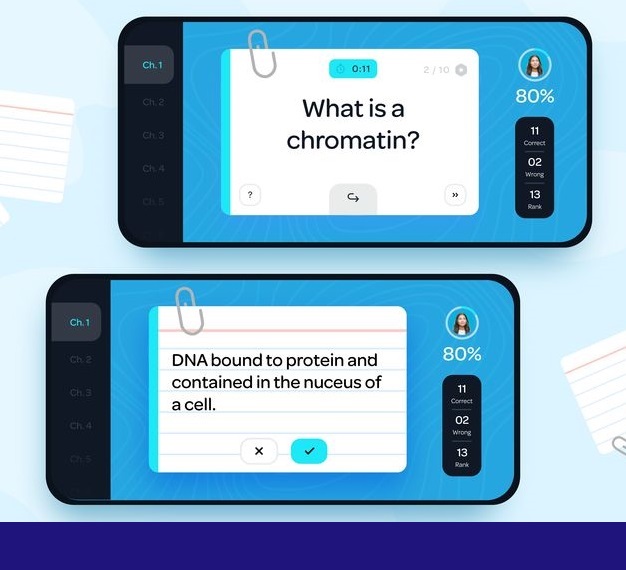 Ch. 1
Ch. 2
Ch. 3
Ch. 4
Ch. 5
0:11
2 / 10
What is a
chromatin?
?
80%
11
Correct
02
Wrong
13
Rank
Ch. 1
Ch. 2
Ch. 3
Ch. 4
DNA bound to protein and
contained in the nuceus of
a cell.
80%
11
Correct
02
Wrong
13
Rank